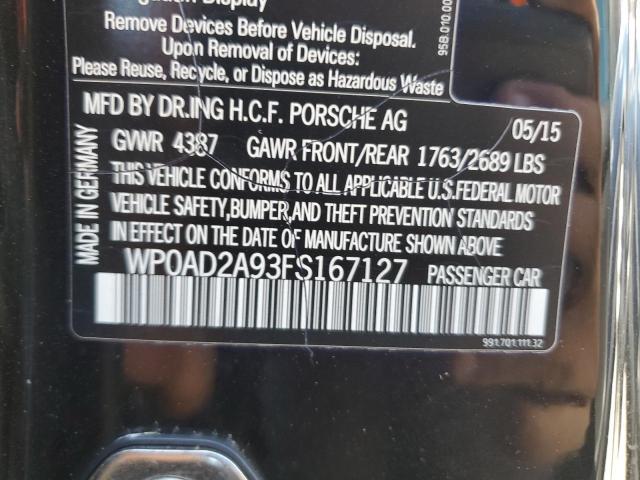 Display
Remove Devices Before Vehicle Disposal.
Upon Removal of Devices:
Please Reuse, Recycle, or Dispose as Hazardous Waste
95B.010.00
MFD BY DR.ING H.C.F. PORSCHE AG 05/15
GVWR 4387 GAWR FRONT/REAR 1763/2689 LBS
THIS VEHICLE CONFORMS TO ALL APPLICABLE U.S.FEDERAL MOTOR
VEHICLE SAFETY,BUMPER,AND THEFT PREVENTION STANDARDS
IN EFFECT ON THE DATE OF MANUFACTURE SHOWN ABOVE
WP0AD2A93FS167127 PASSENGER CAR
MADE IN GERMANY
991.701.111.32